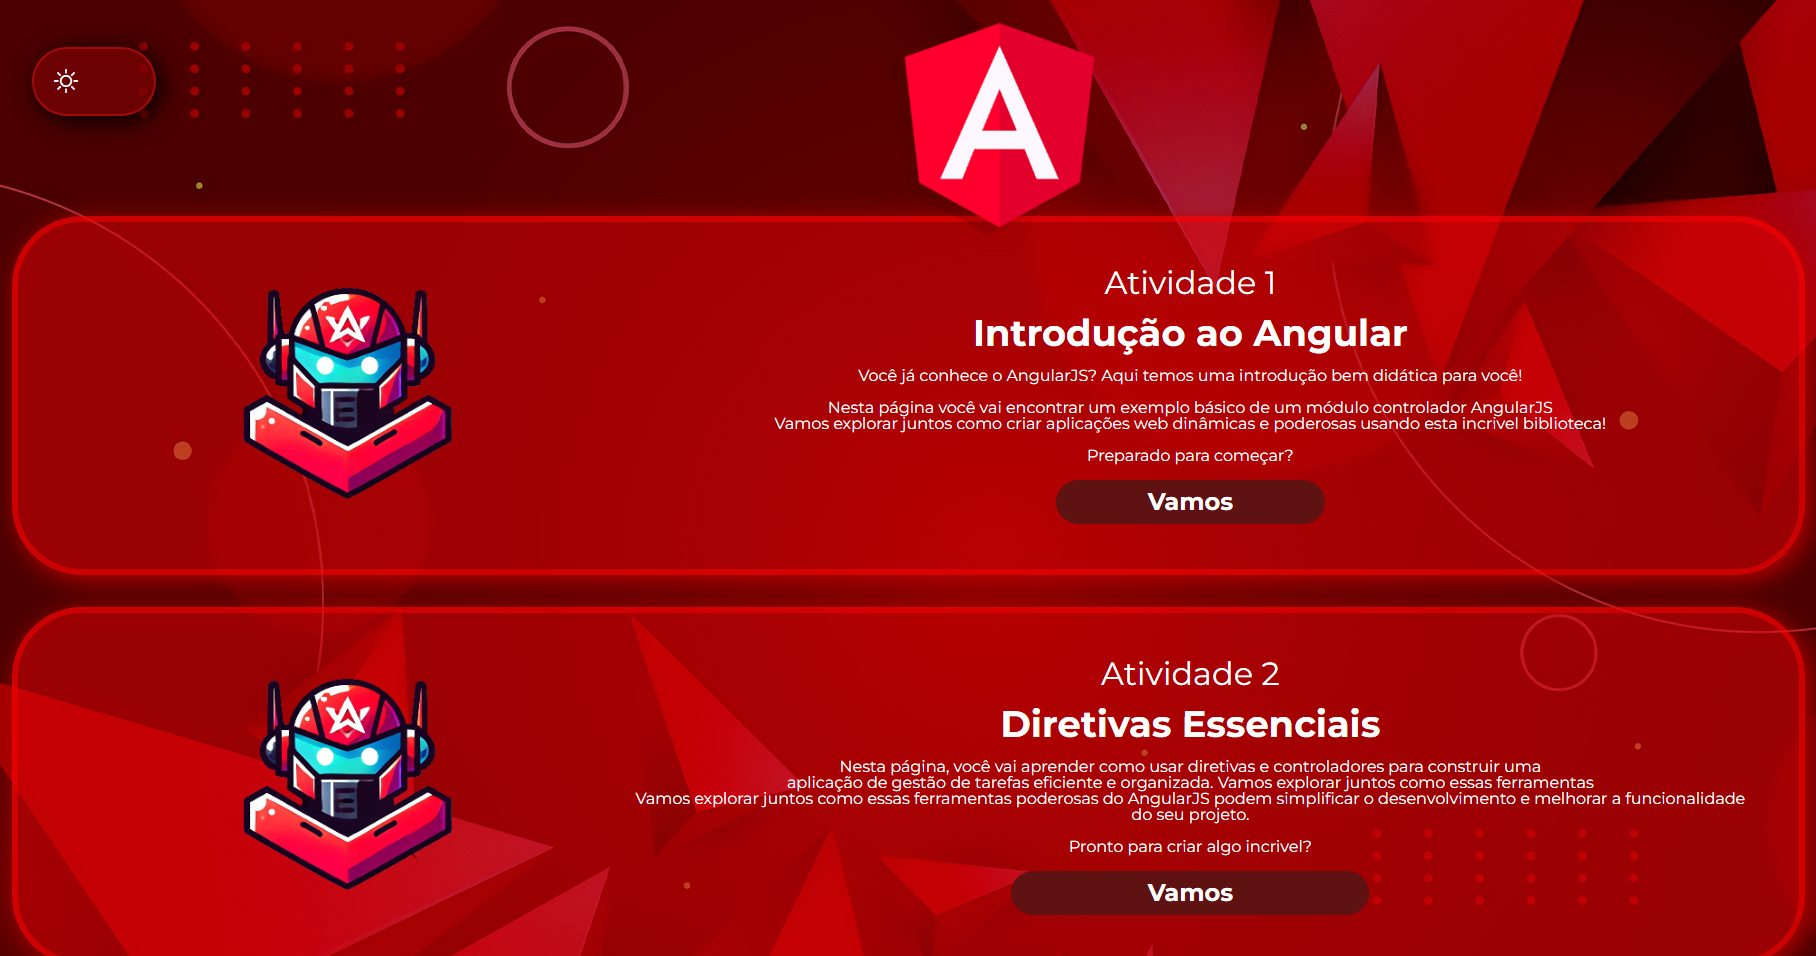 A
Atividade 1
Introdução ao Angular
Você já conhece o AngularJS? Aqui temos uma introdução bem didática para você!
Nesta página você vai encontrar um exemplo básico de um módulo controlador AngularJS
Vamos explorar juntos como criar aplicações web dinâmicas e poderosas usando esta incrivel biblioteca!
Preparado para começar?
Vamos
Atividade 2
Diretivas Essenciais
Nesta página, você vai aprender como usar diretivas e controladores para construir uma
aplicação de gestão de tarefas eficiente e organizada. Vamos explorar juntos como essas ferramentas
Vamos explorar juntos como essas ferramentas poderosas do AngularJS podem simplificar o desenvolvimento e melhorar a funcionalidade
do seu projeto.
Pronto para criar algo incrivel?
Vamos